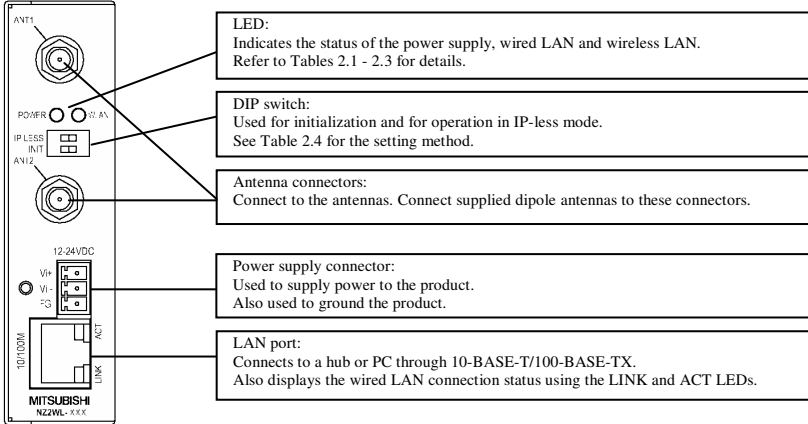 ANT1
POWER
WLAN
IP LESS
INIT
ANT2
12-24VDC
Vi+
Vi -
FG
10/100M
ACT
LINK
MITSUBISHI
NZ2WL- XXX
LED:
Indicates the status of the power supply, wired LAN and wireless LAN.
Refer to Tables 2.1 - 2.3 for details.
DIP switch:
Used for initialization and for operation in IP-less mode.
See Table 2.4 for the setting method.
Antenna connectors:
Connect to the antennas. Connect supplied dipole antennas to these connectors.
Power supply connector:
Used to supply power to the product.
Also used to ground the product.
LAN port:
Connects to a hub or PC through 10-BASE-T/100-BASE-TX.
Also displays the wired LAN connection status using the LINK and ACT LEDs.